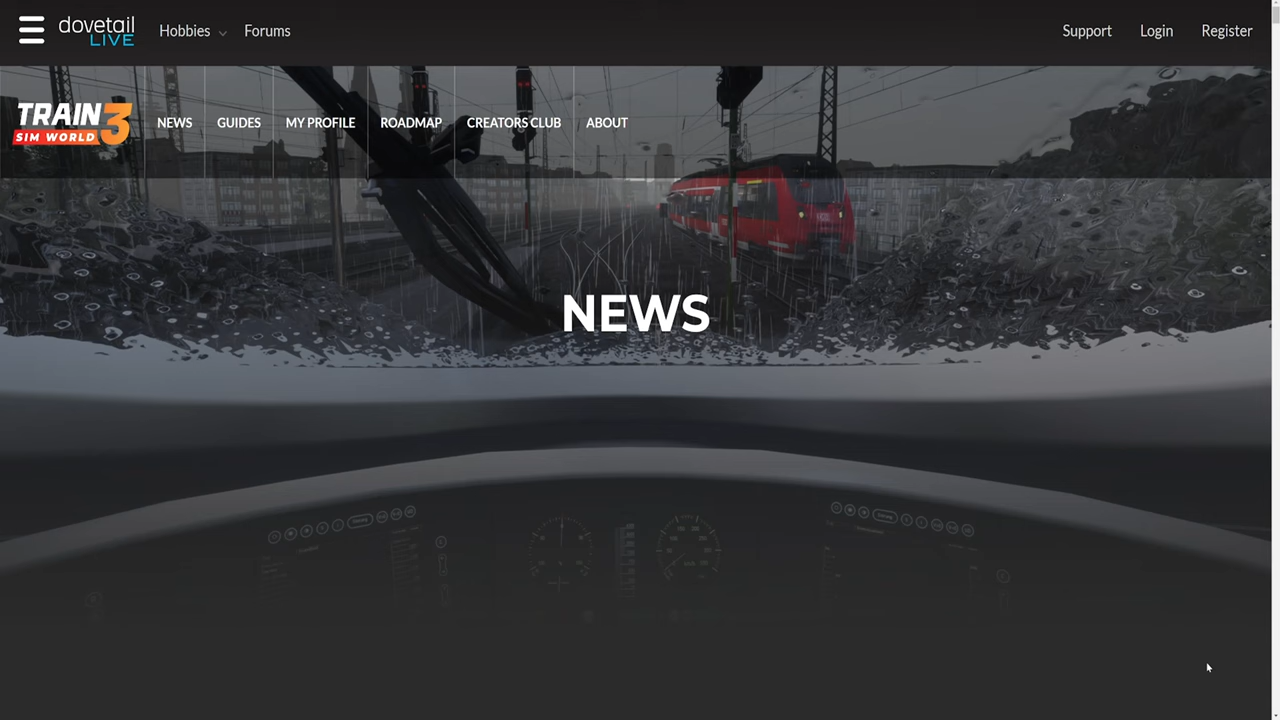 dovetail
LIVE
Hobbies
Forums
Support
Login
Register
TRAIN 3
SIM WORLD
NEWS
GUIDES
MY PROFILE
ROADMAP
CREATORS CLUB
ABOUT
NEWS